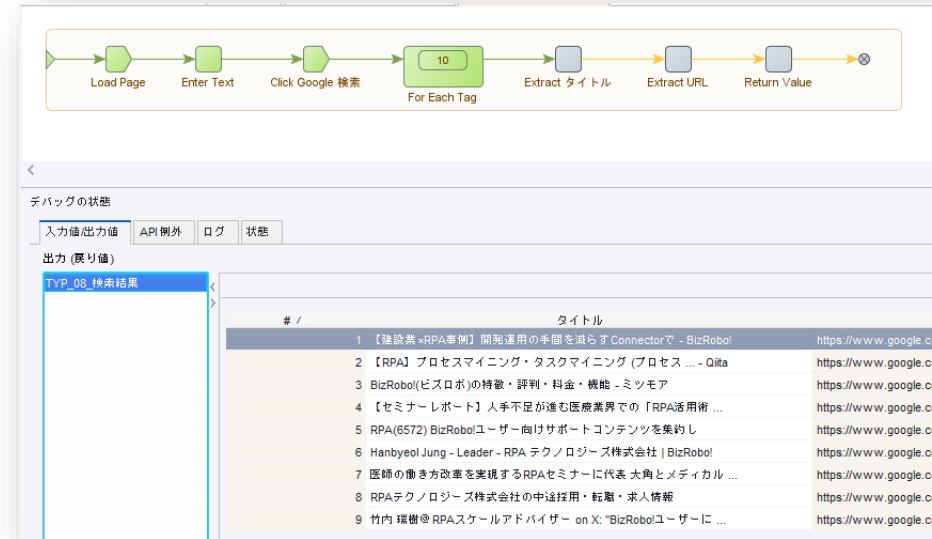 10
Load Page
Enter Text
Click Google 検索
For Each Tag
Extract タイトル
Extract URL
Return Value
デバッグの状態
入力値/出力値 API 例外 ログ 状態
出力 (戻り値)
TYP_08_検索結果
# / タイトル
1 【建設業×RPA事例】開発運用の手間を減らすConnectorで - BizRobo! https://www.google.c
2 【RPA】プロセスマイニング・タスクマイニング (プロセス ... - Qiita https://www.google.c
3 BizRobo!(ビズロボ)の特徴・評判・料金・機能 - ミツモア https://www.google.c
4 【セミナーレポート】人手不足が進む医療業界での「RPA活用術 ... https://www.google.c
5 RPA(6572) BizRobo!ユーザー向けサポートコンテンツを集約し https://www.google.c
6 Hanbyeol Jung - Leader - RPA テクノロジーズ株式会社 | BizRobo! https://www.google.c
7 医師の働き方改革を実現するRPAセミナーに代表 大角とメディカル ... https://www.google.c
8 RPAテクノロジーズ株式会社の中途採用・転職・求人情報 https://www.google.c
9 竹内 瑞樹@ RPAスケールアドバイザー on X: "BizRobo!ユーザーに ... https://www.google.c